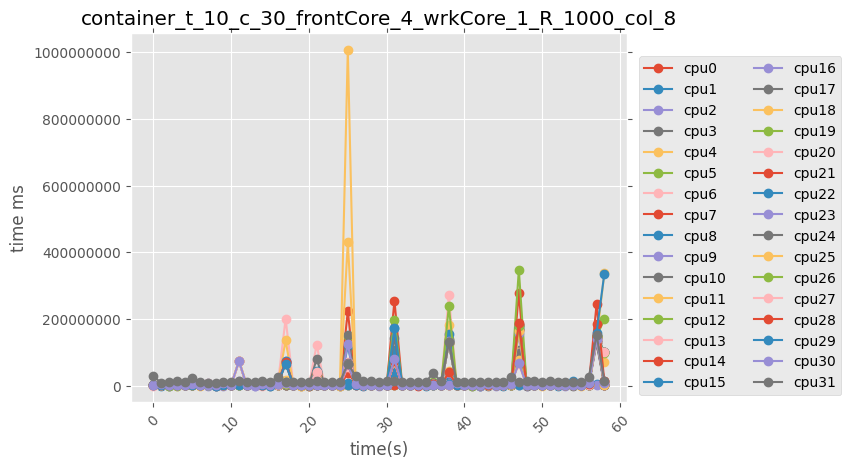 container_t_10_c_30_frontCore_4_wrkCore_1_R_1000_col_8
1000000000
800000000
600000000
400000000
200000000
0
time ms
0
10
20
30
40
50
60
time(s)
cpu0
cpu1
cpu2
cpu3
cpu4
cpu5
cpu6
cpu7
cpu8
cpu9
cpu10
cpu11
cpu12
cpu13
cpu14
cpu15
cpu16
cpu17
cpu18
cpu19
cpu20
cpu21
cpu22
cpu23
cpu24
cpu25
cpu26
cpu27
cpu28
cpu29
cpu30
cpu31